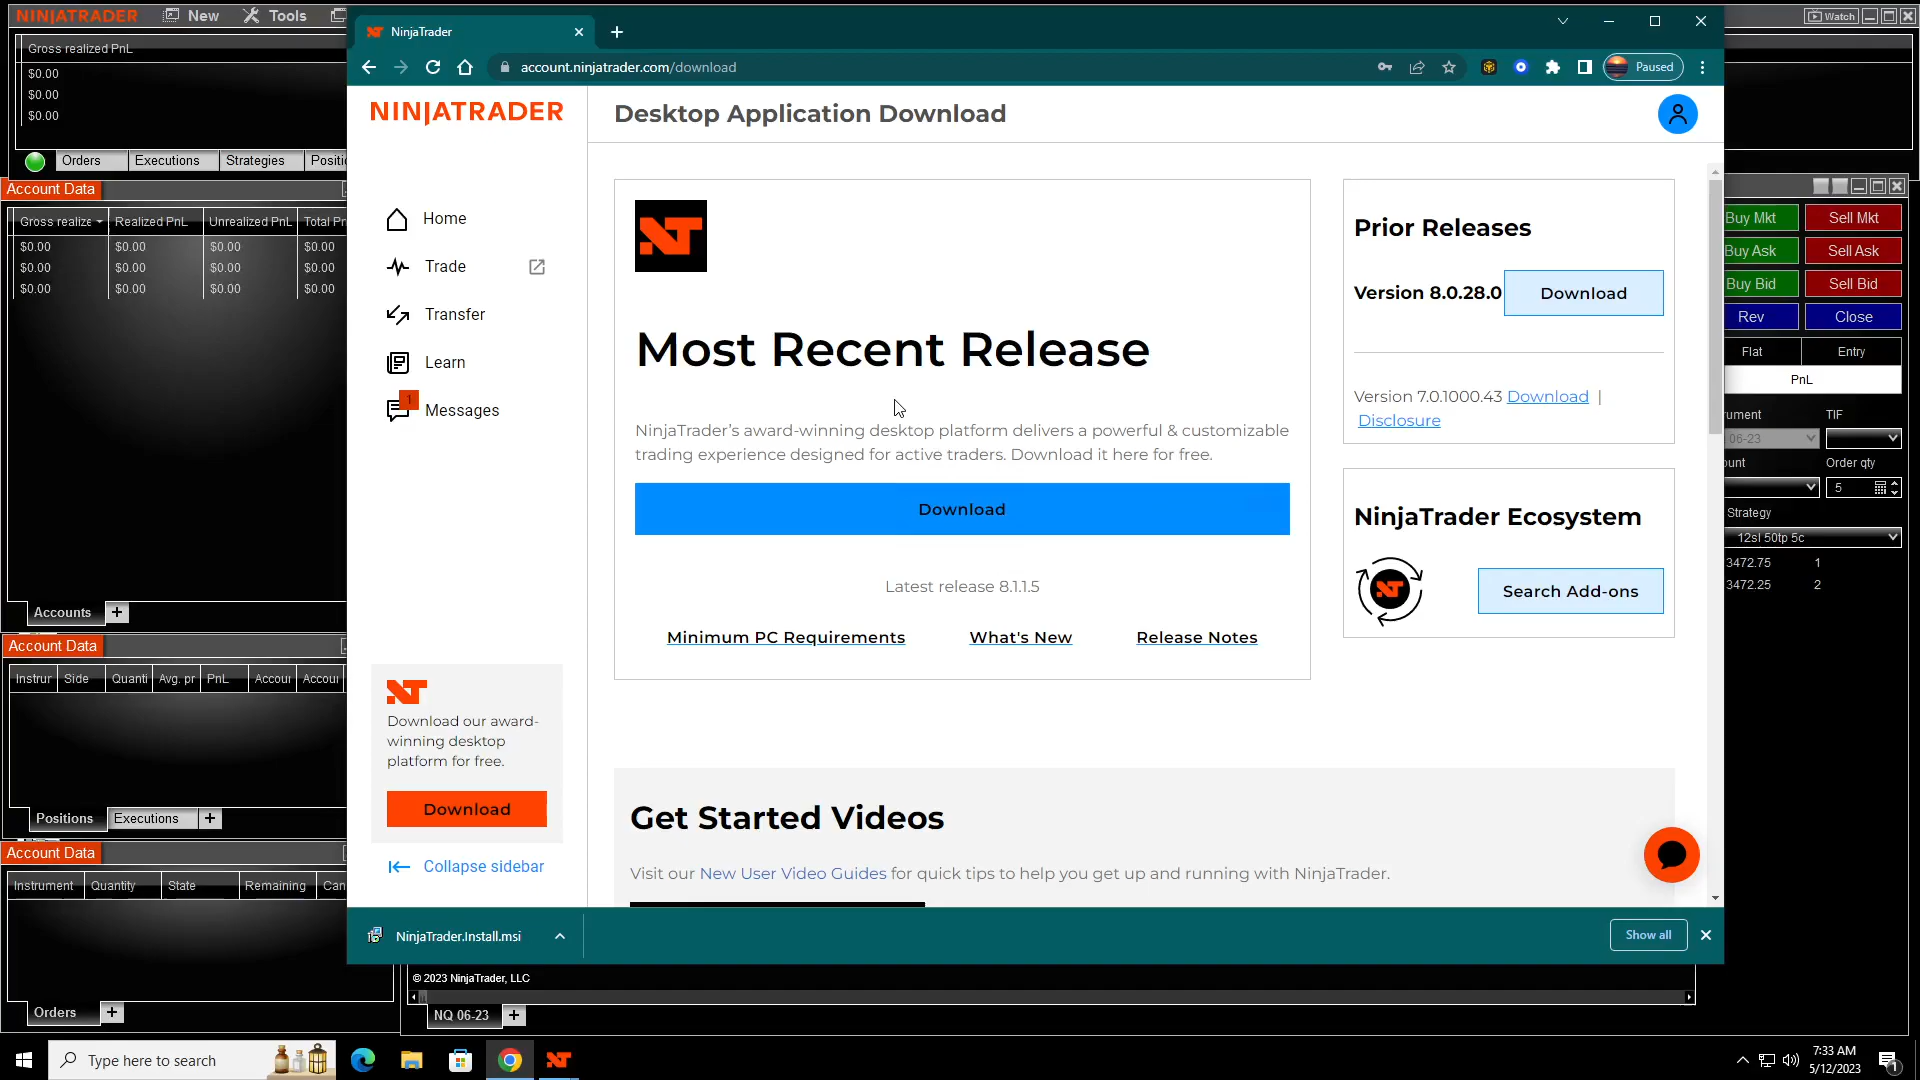 NINJATRADER
New
Tools
Watch
Gross realized PnL
$0.00
$0.00
$0.00
Orders
Executions
Strategies
Account Data
Gross realize
Realized PnL
Unrealized PnL
$0.00 $0.00 $0.00 $0.00
$0.00 $0.00 $0.00 $0.00
$0.00 $0.00 $0.00 $0.00
Accounts +
Account Data
Instrur Side Quanti Avg. pr PnL Accour Accour
Positions Executions +
Account Data
Instrument Quantity State Remaining Can
Orders +
NinjaTrader
account.ninjatrader.com/download
Paused
NINJATRADER
Desktop Application Download
Home
Trade
Transfer
Learn
1
Messages
NT
Download our award-
winning desktop
platform for free.
Download
Collapse sidebar
NT
Most Recent Release
NinjaTrader's award-winning desktop platform delivers a powerful & customizable
trading experience designed for active traders. Download it here for free.
Download
Latest release 8.1.1.5
Minimum PC Requirements What's New Release Notes
Prior Releases
Version 8.0.28.0 Download
Version 7.0.1000.43 Download |
Disclosure
NinjaTrader Ecosystem
NT
Search Add-ons
Get Started Videos
Visit our New User Video Guides for quick tips to help you get up and running with NinjaTrader.
NinjaTrader.Install.msi
Show all
Buy Mkt Sell Mkt
Buy Ask Sell Ask
Buy Bid Sell Bid
Rev Close
Flat Entry
PnL
rument TIF
06-23
ount Order qty
5
Strategy
12sl 50tp 5c
3472.75 1
3472.25 2
© 2023 NinjaTrader, LLC
NQ 06-23 +
Type here to search
NT
7:33 AM
5/12/2023
1